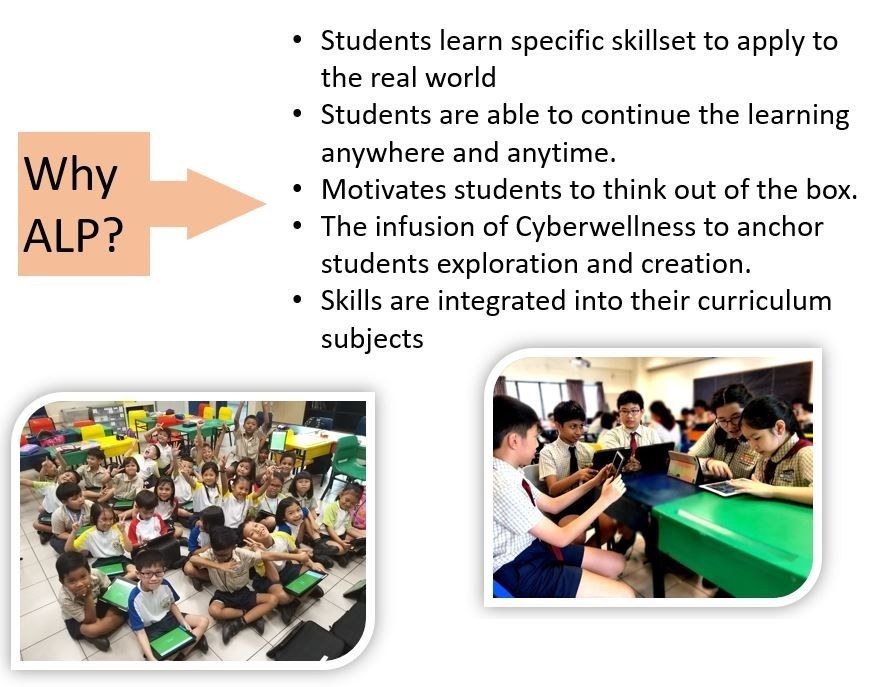 Why
ALP?
• Students learn specific skillset to apply to
the real world
• Students are able to continue the learning
anywhere and anytime.
• Motivates students to think out of the box.
• The infusion of Cyberwellness to anchor
students exploration and creation.
• Skills are integrated into their curriculum
subjects